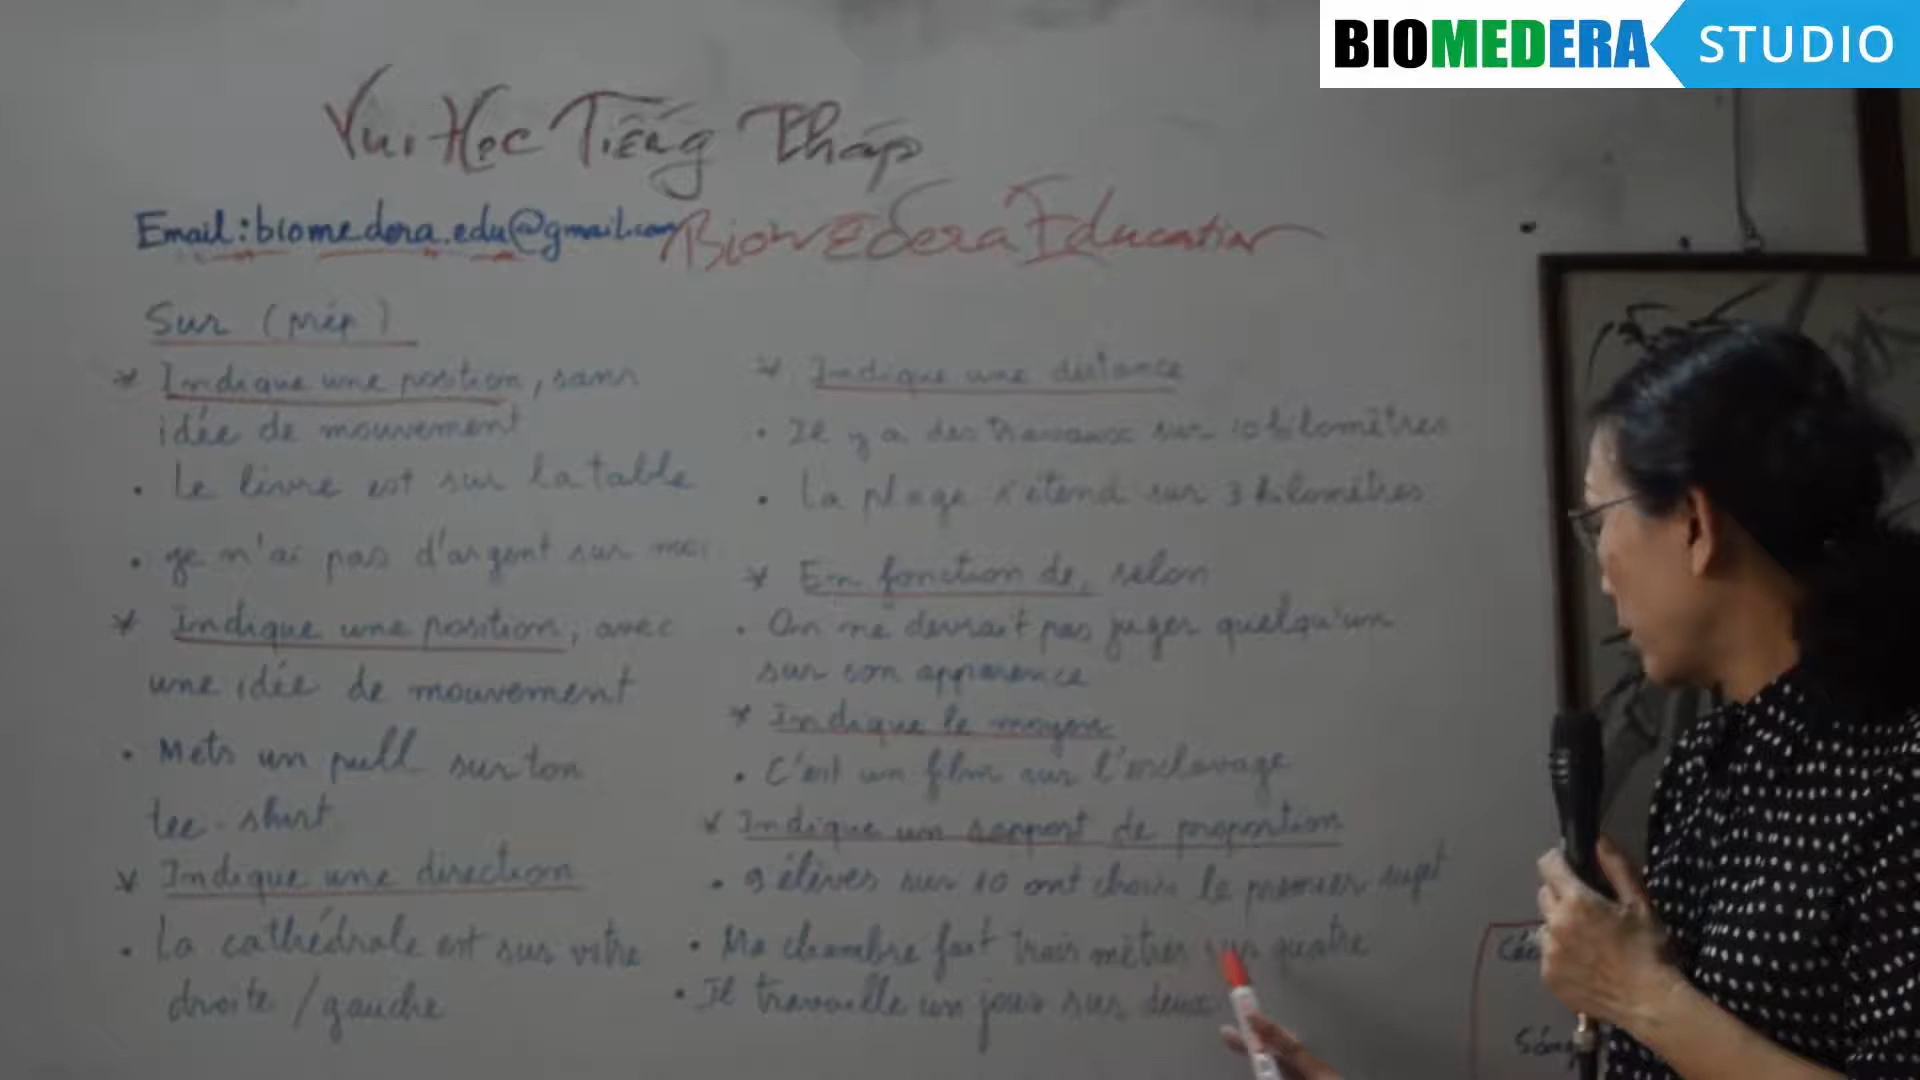 BIOMEDERA STUDIO
Vui Học Tiếng Pháp
Email: biomedera.edu@gmail.com
BiomEdera Education
Sur (prép)
* Indique une position, sans
idée de mouvement
• Le livre est sur la table
• Je n'ai pas d'argent sur moi
* Indique une position, avec
une idée de mouvement
• Mets un pull sur ton
tee-shirt
* Indique une direction
• La cathédrale est sur votre
droite / gauche
* Indique une distance
• Il y a des travaux sur 10 kilomètres
• La plage s'étend sur 3 kilomètres
* En fonction de, selon
• On ne devrait pas juger quelqu'un
sur son apparence
* Indique le moyen
• C'est un film sur l'esclavage
* Indique un rapport de proportion
• 9 élèves sur 10 ont choisi le premier sujet
• Ma chambre fait trois mètres sur quatre
• Il travaille un jour sur deux